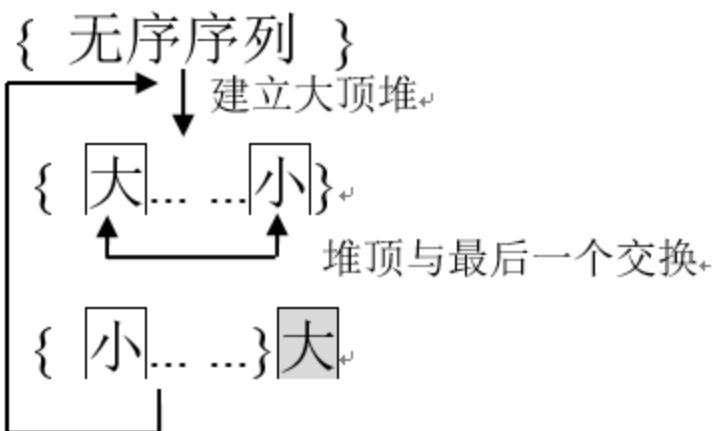 { 无序序列 }
建立大顶堆↵
{ 大… …小}↵
堆顶与最后一个交换↵
{ 小… …}大↵